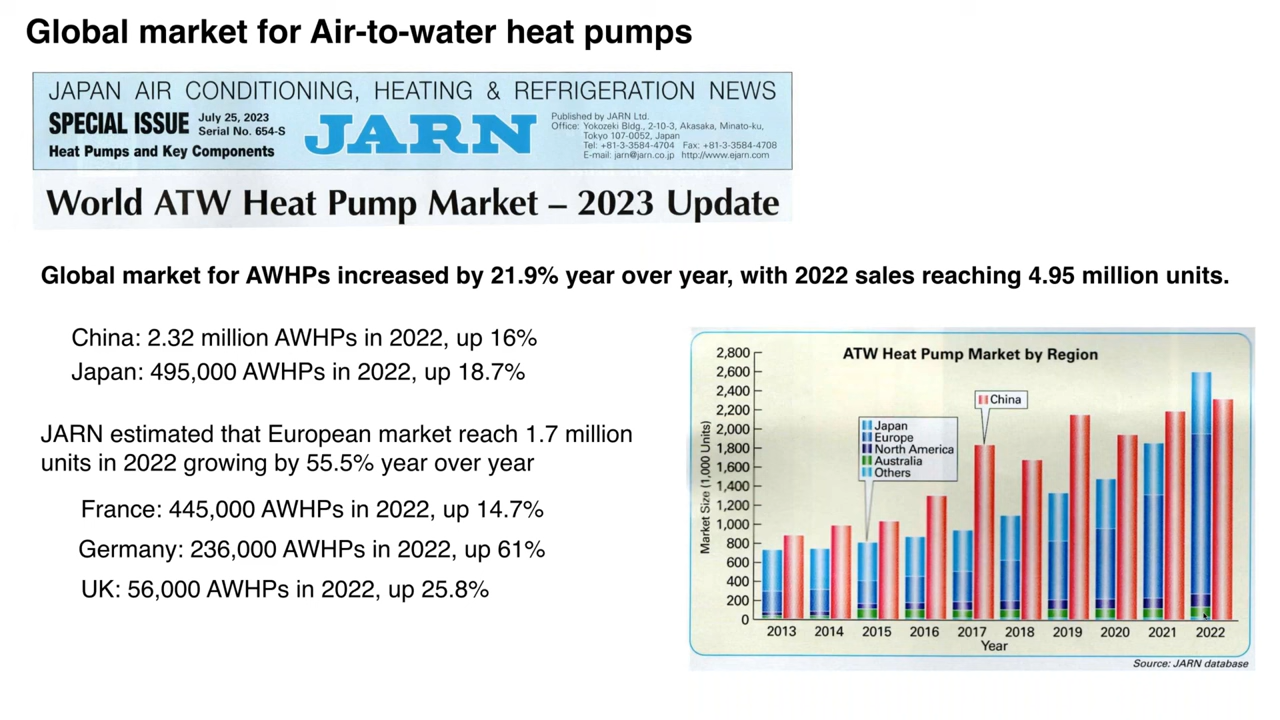 Global market for Air-to-water heat pumps
JAPAN AIR CONDITIONING, HEATING & REFRIGERATION NEWS
SPECIAL ISSUE
July 25, 2023
Serial No. 654-S
Heat Pumps and Key Components
JARN
Published by JARN Ltd.
Office: Yokozeki Bldg., 2-10-3, Akasaka, Minato-ku,
Tokyo 107-0052, Japan
Tel: +81-3-3584-4704 Fax: +81-3-3584-4708
E-mail: jarn@jarn.co.jp http://www.ejarn.com
World ATW Heat Pump Market – 2023 Update
Global market for AWHPs increased by 21.9% year over year, with 2022 sales reaching 4.95 million units.
China: 2.32 million AWHPs in 2022, up 16%
Japan: 495,000 AWHPs in 2022, up 18.7%
JARN estimated that European market reach 1.7 million
units in 2022 growing by 55.5% year over year
France: 445,000 AWHPs in 2022, up 14.7%
Germany: 236,000 AWHPs in 2022, up 61%
UK: 56,000 AWHPs in 2022, up 25.8%
ATW Heat Pump Market by Region
Market Size (1,000 Units)
2,800
2,600
2,400
2,200
2,000
1,800
1,600
1,400
1,200
1,000
800
600
400
200
0
China
Japan
Europe
North America
Australia
Others
2013 2014 2015 2016 2017 2018 2019 2020 2021 2022
Year
Source: JARN database